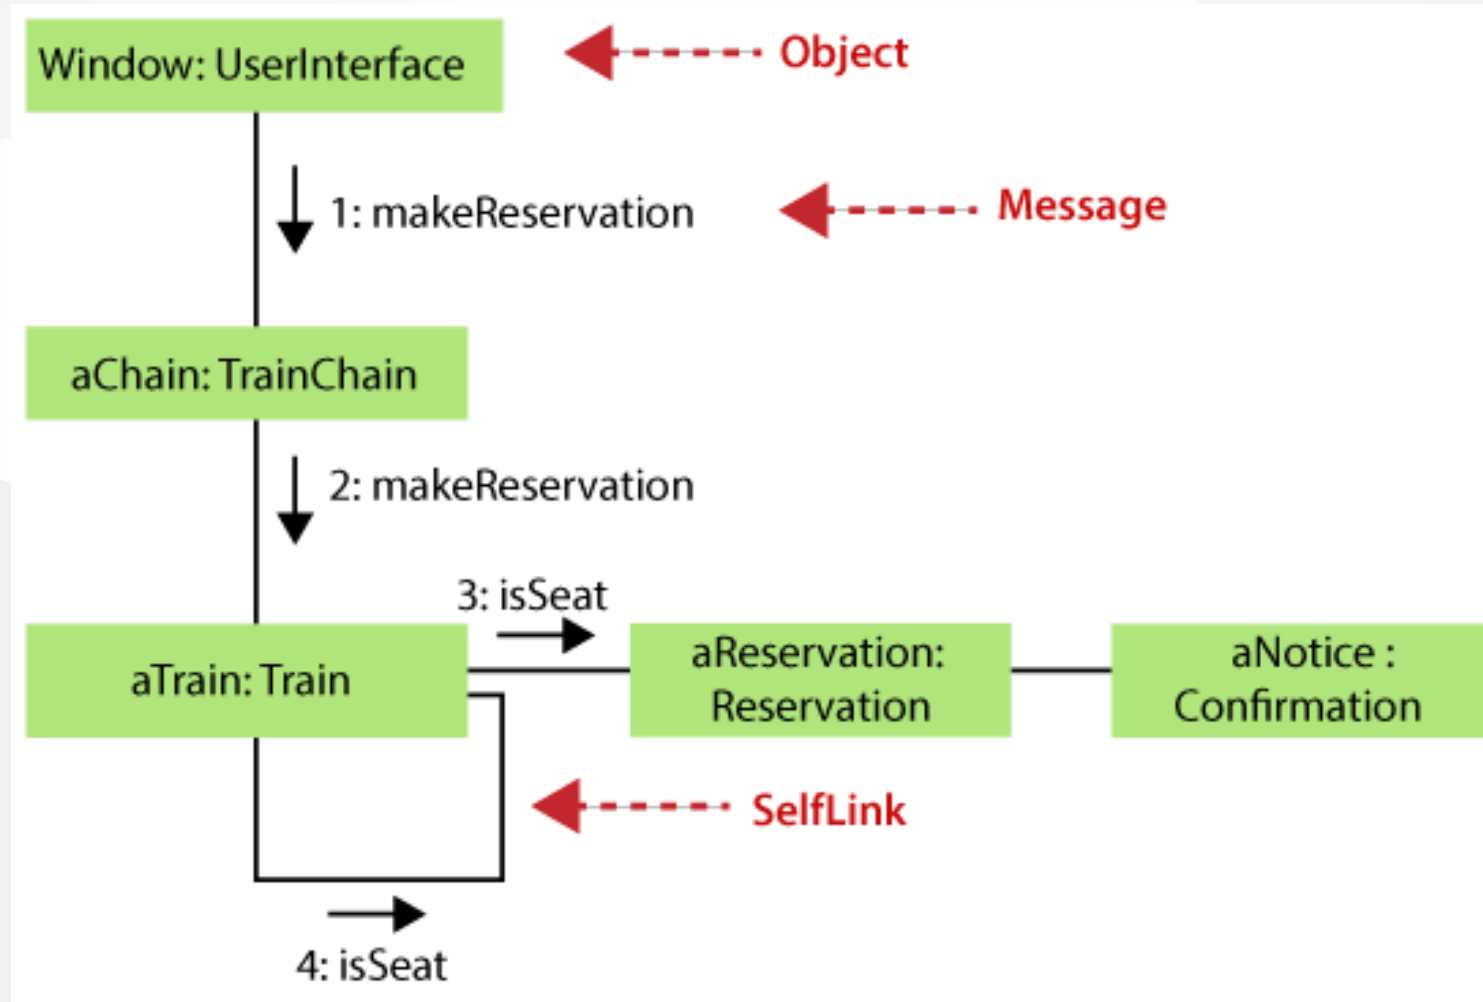 Window: UserInterface
Object
1: makeReservation
Message
aChain: TrainChain
2: makeReservation
3: isSeat
aTrain: Train
aReservation:
Reservation
aNotice :
Confirmation
SelfLink
4: isSeat